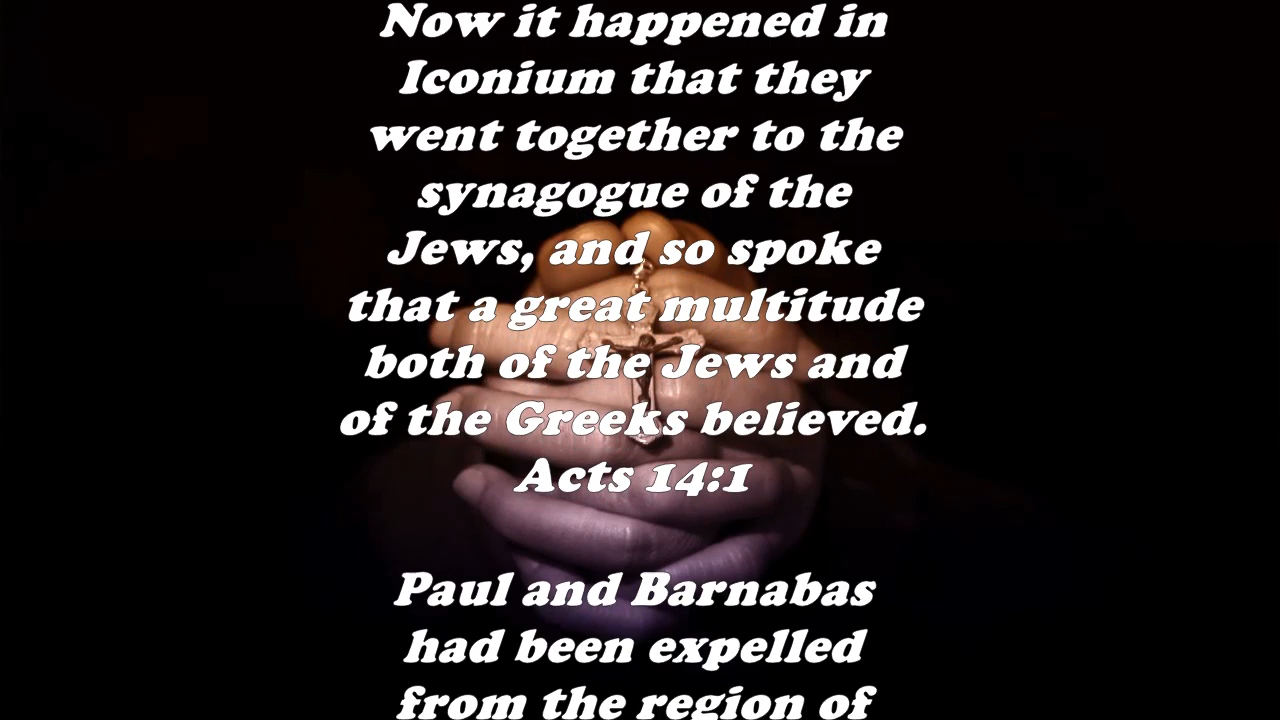 Now it happened in
Iconium that they
went together to the
synagogue of the
Jews, and so spoke
that a great multitude
both of the Jews and
of the Greeks believed.
Acts 14:1
Paul and Barnabas
had been expelled
from the region of